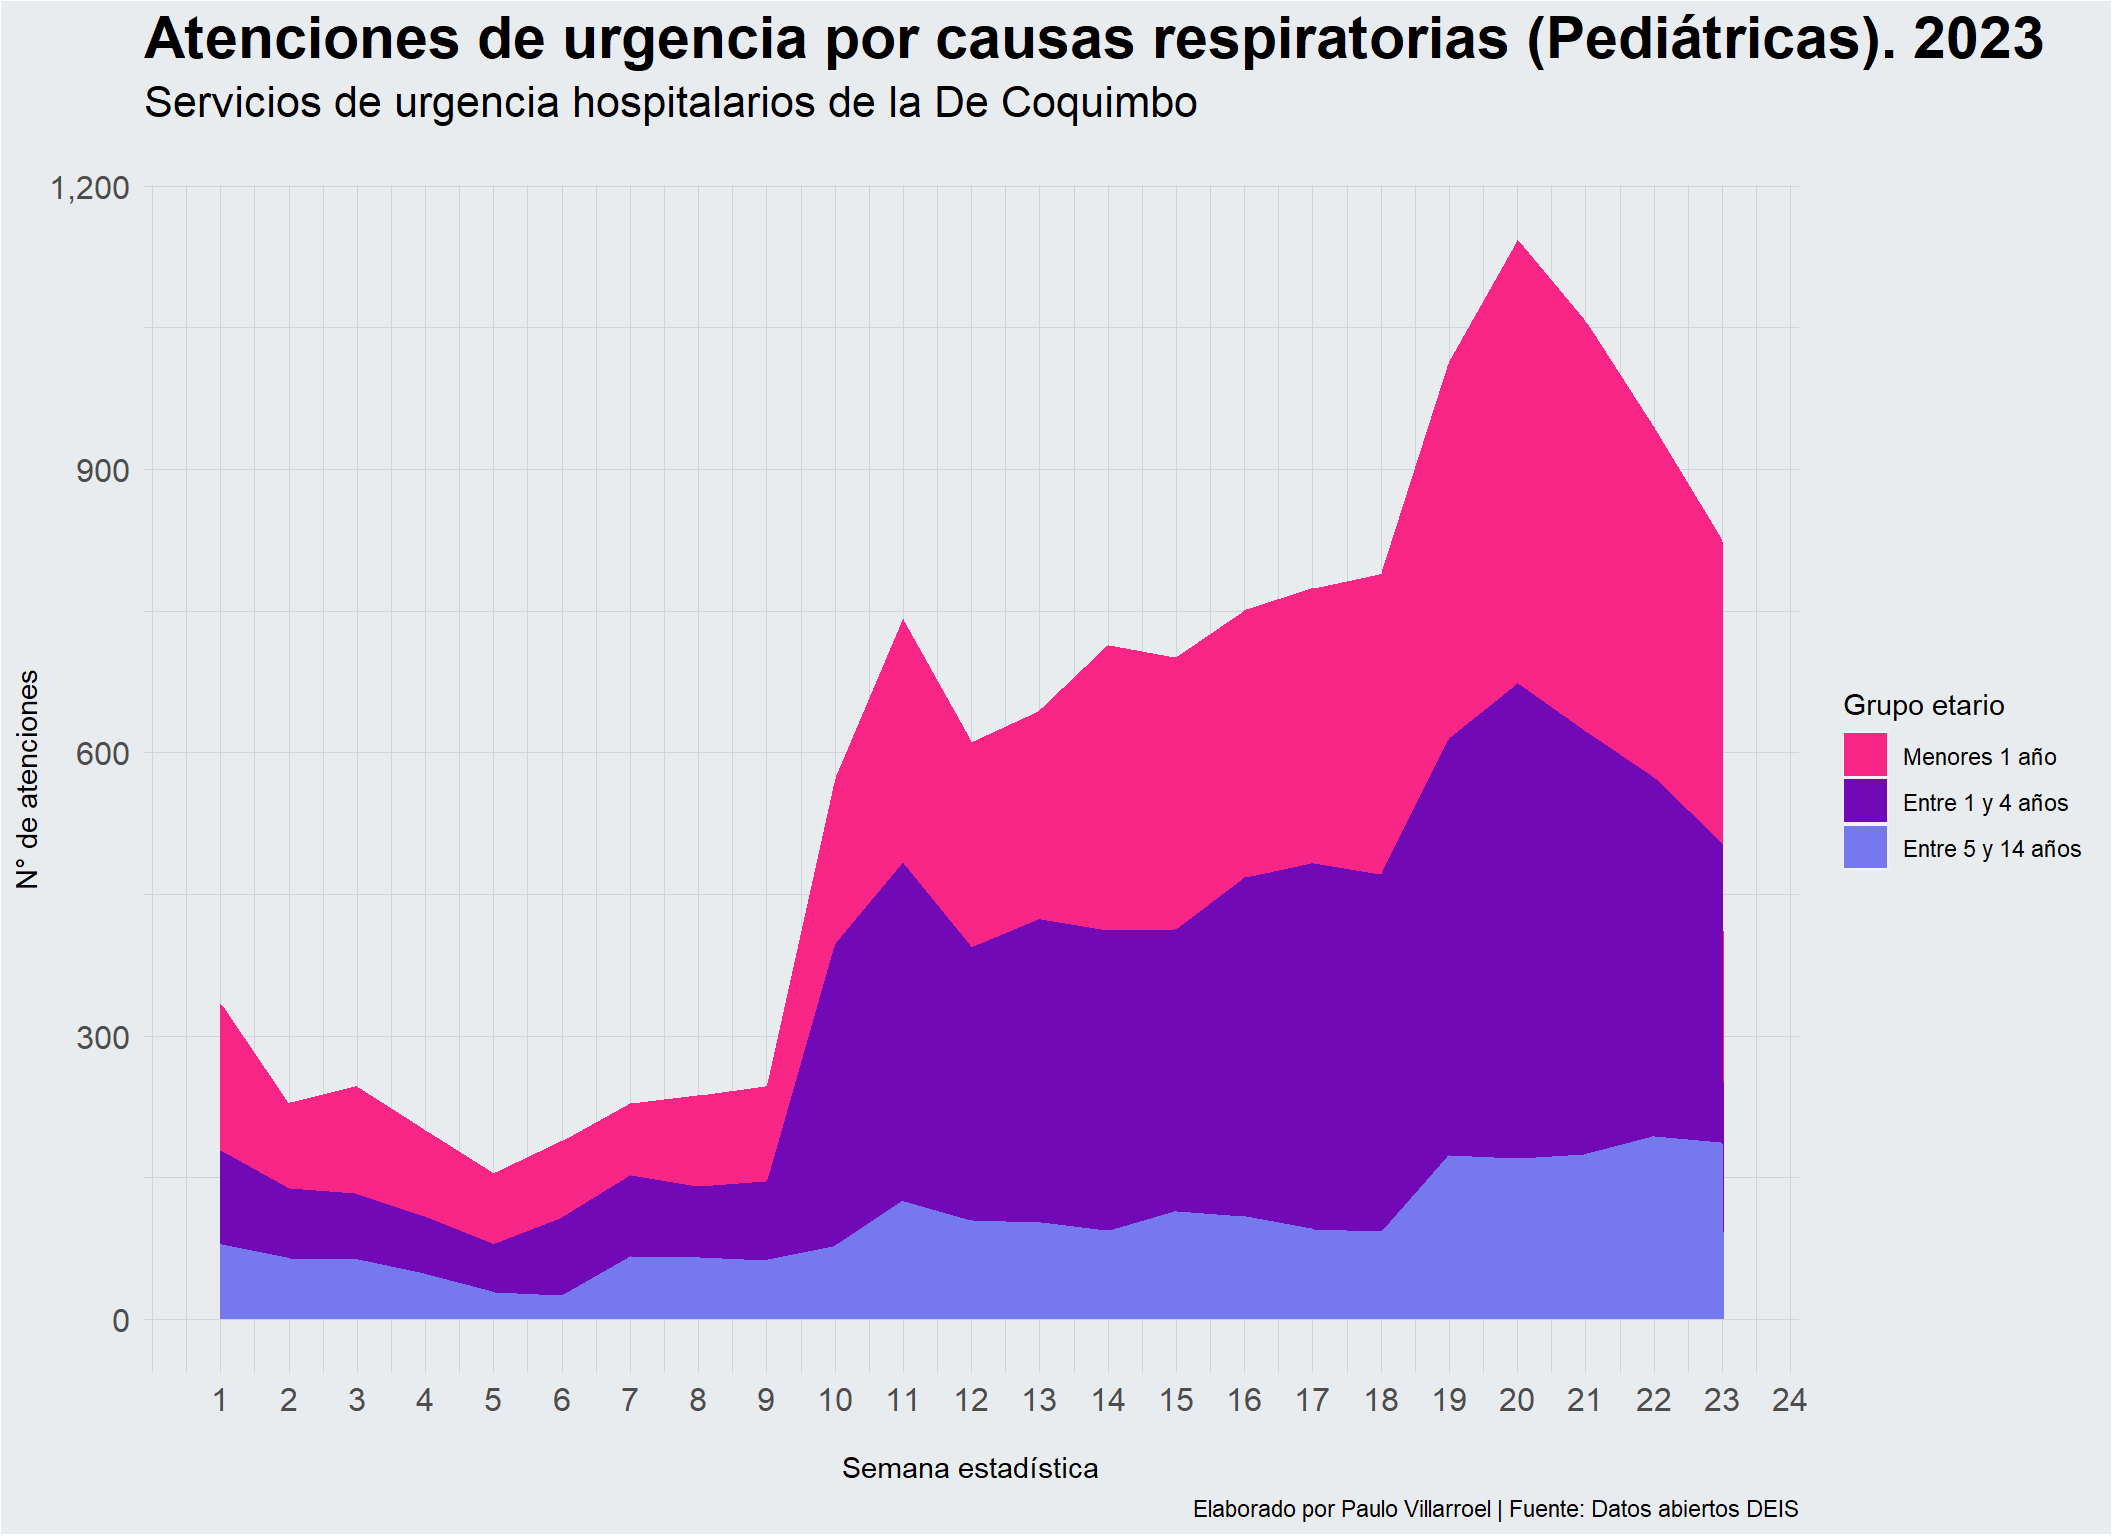 Atenciones de urgencia por causas respiratorias (Pediátricas). 2023
Servicios de urgencia hospitalarios de la De Coquimbo
1,200
900
600
300
0
N° de atenciones
1 2 3 4 5 6 7 8 9 10 11 12 13 14 15 16 17 18 19 20 21 22 23 24
Semana estadística
Grupo etario
Menores 1 año
Entre 1 y 4 años
Entre 5 y 14 años
Elaborado por Paulo Villarroel | Fuente: Datos abiertos DEIS